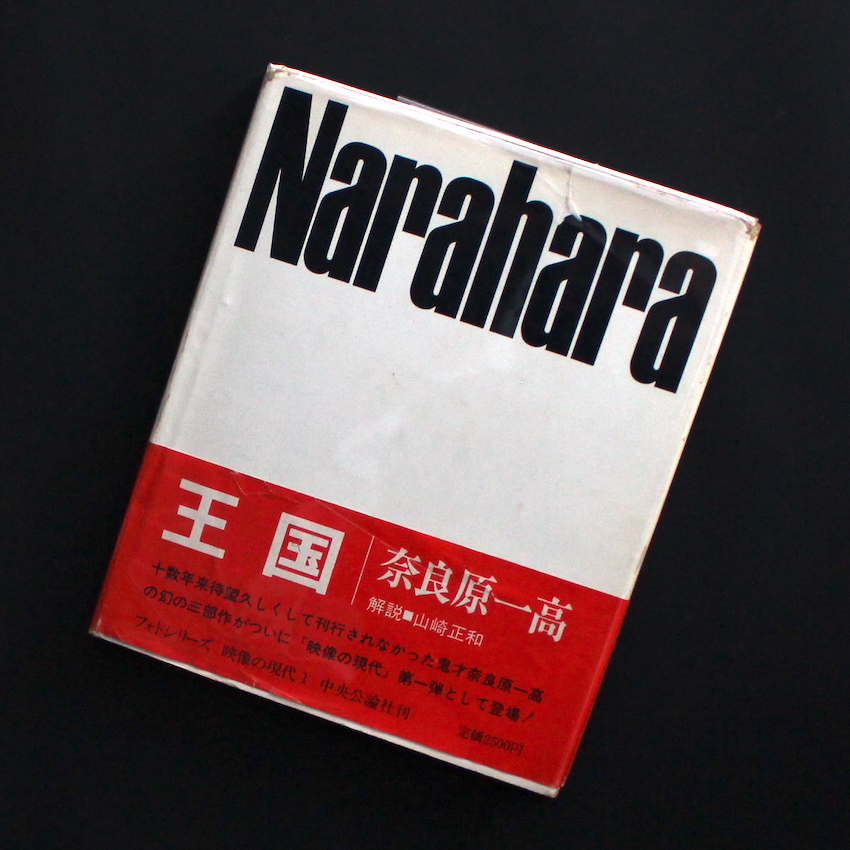 Narahara
王国
奈良原一高
解説■山崎正和
十数年来待望久しくして刊行されなかった鬼才奈良原一高
の幻の三部作がついに「映像の現代」第一弾として登場!
フォトシリーズ 映像の現代1 中央公論社刊
定価2500円